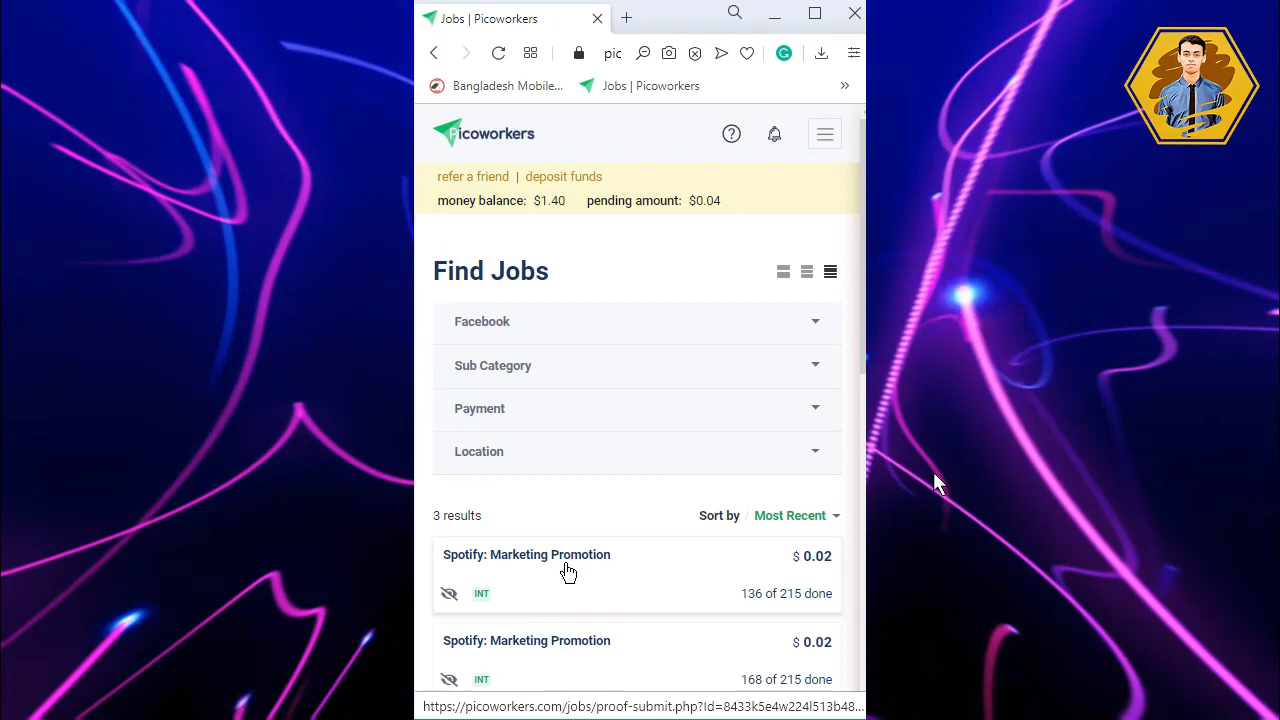 Jobs | Picoworkers
pic
Bangladesh Mobile... Jobs | Picoworkers »
Picoworkers
refer a friend | deposit funds
money balance: $1.40 pending amount: $0.04
Find Jobs
Facebook
Sub Category
Payment
Location
3 results Sort by / Most Recent
Spotify: Marketing Promotion $ 0.02
INT 136 of 215 done
Spotify: Marketing Promotion $ 0.02
INT 168 of 215 done
https://picoworkers.com/jobs/proof-submit.php?Id=8433k5e4w224l513b48...